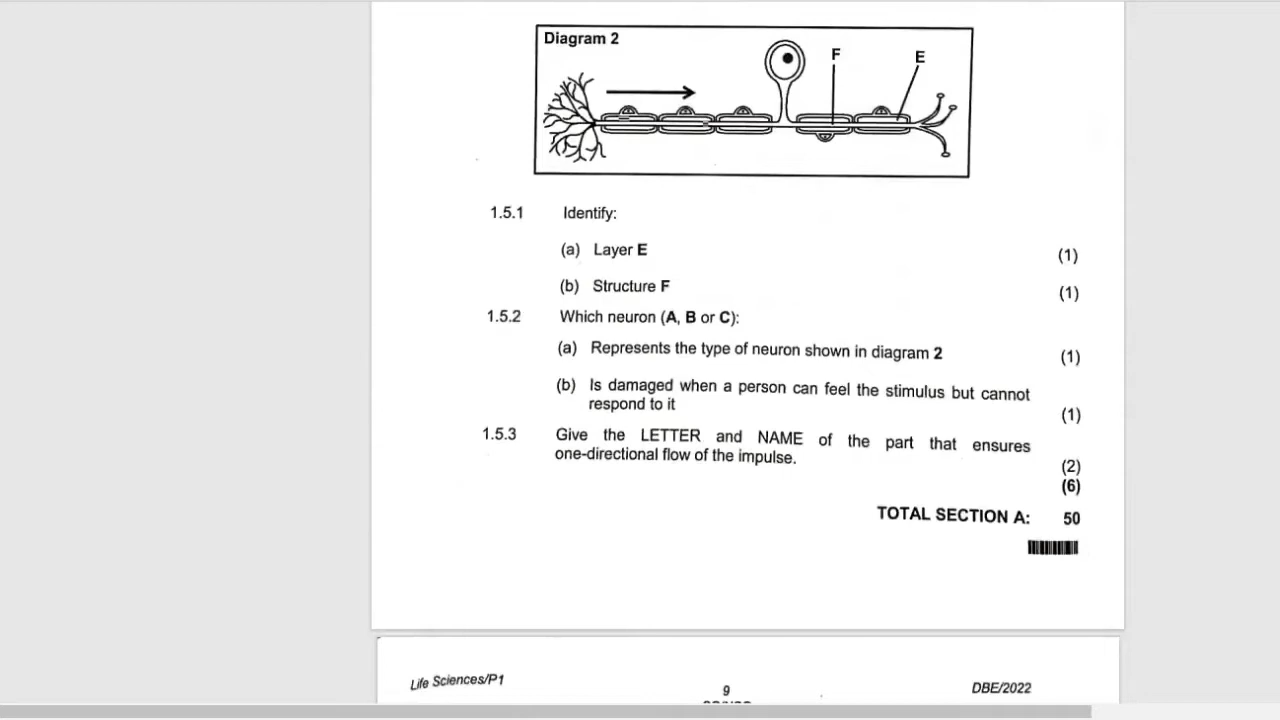 Diagram 2
F
E
1.5.1 Identify:
(a) Layer E (1)
(b) Structure F (1)
1.5.2 Which neuron (A, B or C):
(a) Represents the type of neuron shown in diagram 2 (1)
(b) Is damaged when a person can feel the stimulus but cannot
respond to it (1)
1.5.3 Give the LETTER and NAME of the part that ensures
one-directional flow of the impulse. (2)
(6)
TOTAL SECTION A: 50
Life Sciences/P1 9 DBE/2022